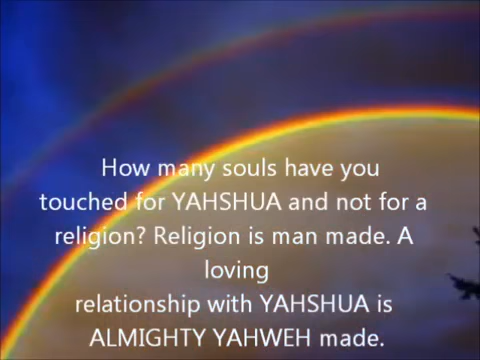 How many souls have you
touched for YAHSHUA and not for a
religion? Religion is man made. A
loving
relationship with YAHSHUA is
ALMIGHTY YAHWEH made.